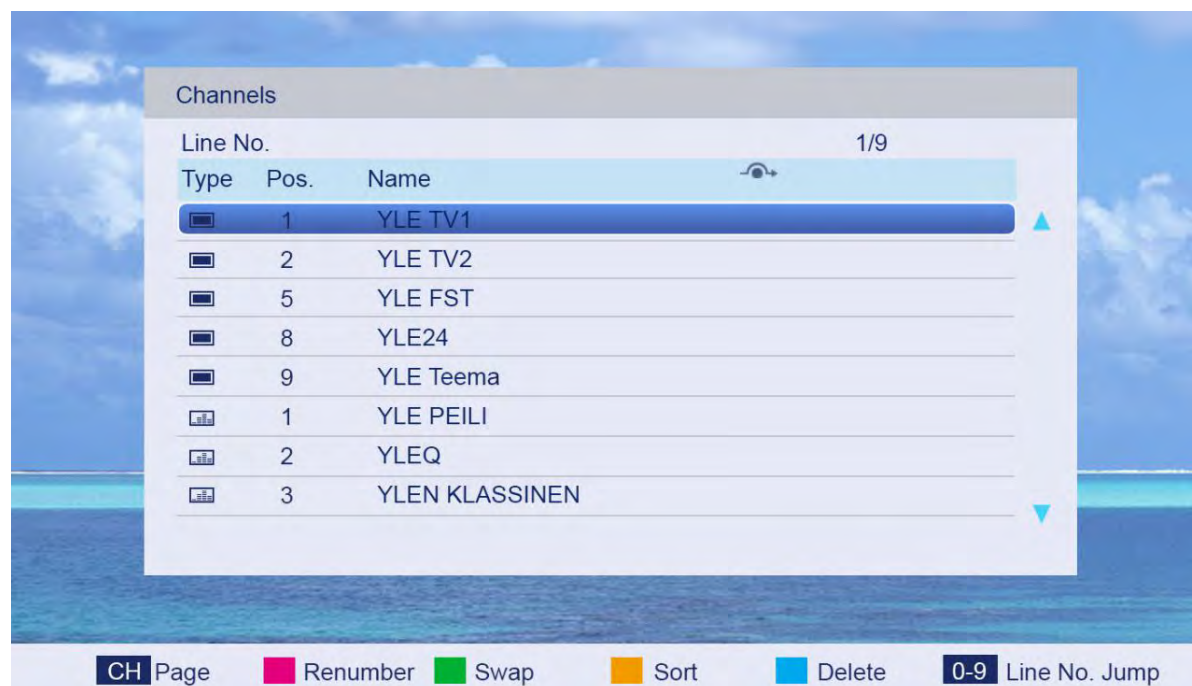 Channels
Line No. 1/9
Type Pos. Name
1 YLE TV1
2 YLE TV2
5 YLE FST
8 YLE24
9 YLE Teema
1 YLE PEILI
2 YLEQ
3 YLEN KLASSINEN
CH Page Renumber Swap Sort Delete 0-9 Line No. Jump